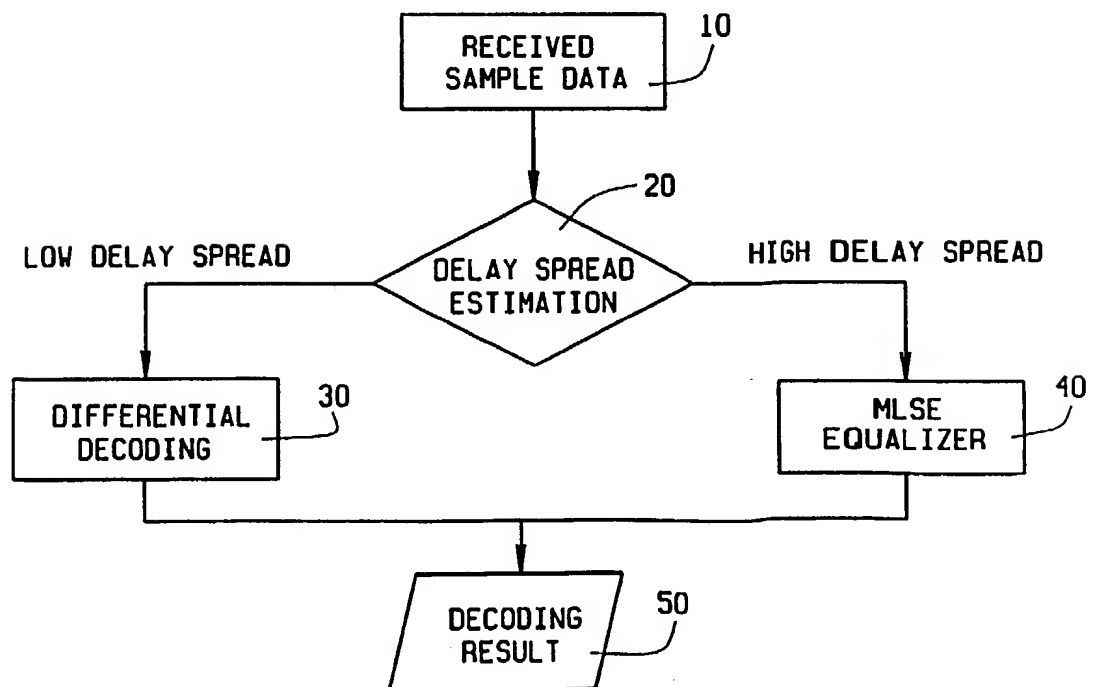 RECEIVED
SAMPLE DATA
10
20
LOW DELAY SPREAD
DELAY SPREAD
ESTIMATION
HIGH DELAY SPREAD
DIFFERENTIAL
DECODING
30
MLSE
EQUALIZER
40
DECODING
RESULT
50